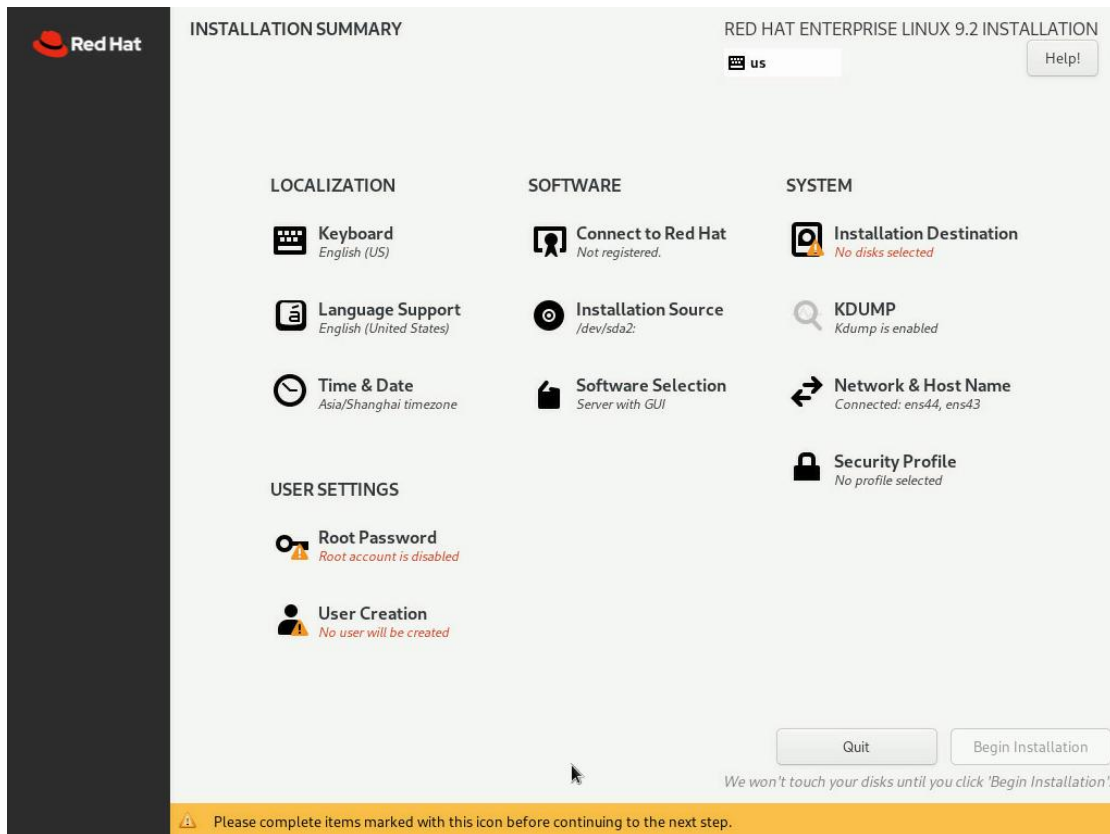 Red Hat
INSTALLATION SUMMARY
RED HAT ENTERPRISE LINUX 9.2 INSTALLATION
us
Help!
LOCALIZATION
Keyboard
English (US)
Language Support
English (United States)
Time & Date
Asia/Shanghai timezone
SOFTWARE
Connect to Red Hat
Not registered.
Installation Source
/dev/sda2:
Software Selection
Server with GUI
SYSTEM
Installation Destination
No disks selected
KDUMP
Kdump is enabled
Network & Host Name
Connected: ens44, ens43
Security Profile
No profile selected
USER SETTINGS
Root Password
Root account is disabled
User Creation
No user will be created
Quit
Begin Installation
We won't touch your disks until you click 'Begin Installation'.
Please complete items marked with this icon before continuing to the next step.